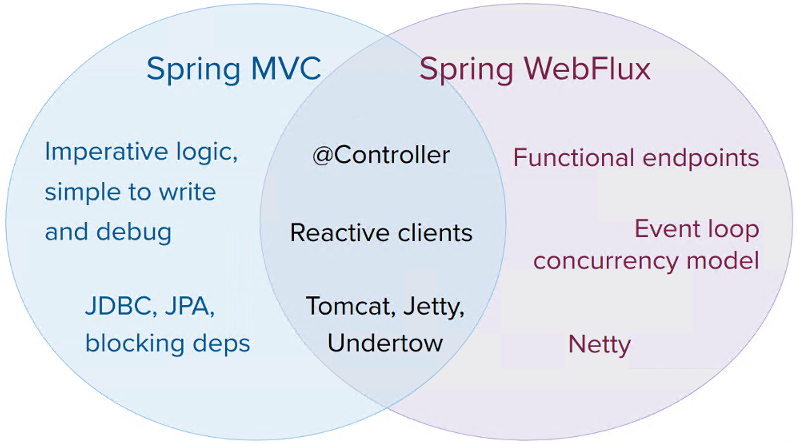 Spring MVC
Spring WebFlux
Imperative logic,
simple to write
and debug
JDBC, JPA,
blocking deps
@Controller
Reactive clients
Tomcat, Jetty,
Undertow
Functional endpoints
Event loop
concurrency model
Netty